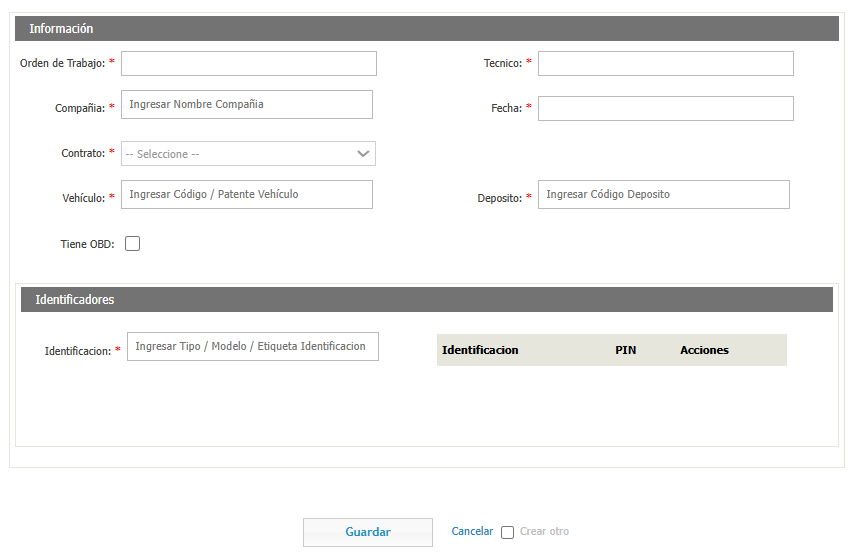 Información
Orden de Trabajo: * Tecnico: *
Compañia: * Ingresar Nombre Compañia Fecha: *
Contrato: * -- Seleccione --
Vehículo: * Ingresar Código / Patente Vehículo Deposito: * Ingresar Código Deposito
Tiene OBD:
Identificadores
Identificacion: * Ingresar Tipo / Modelo / Etiqueta Identificacion Identificacion PIN Acciones
Guardar Cancelar Crear otro